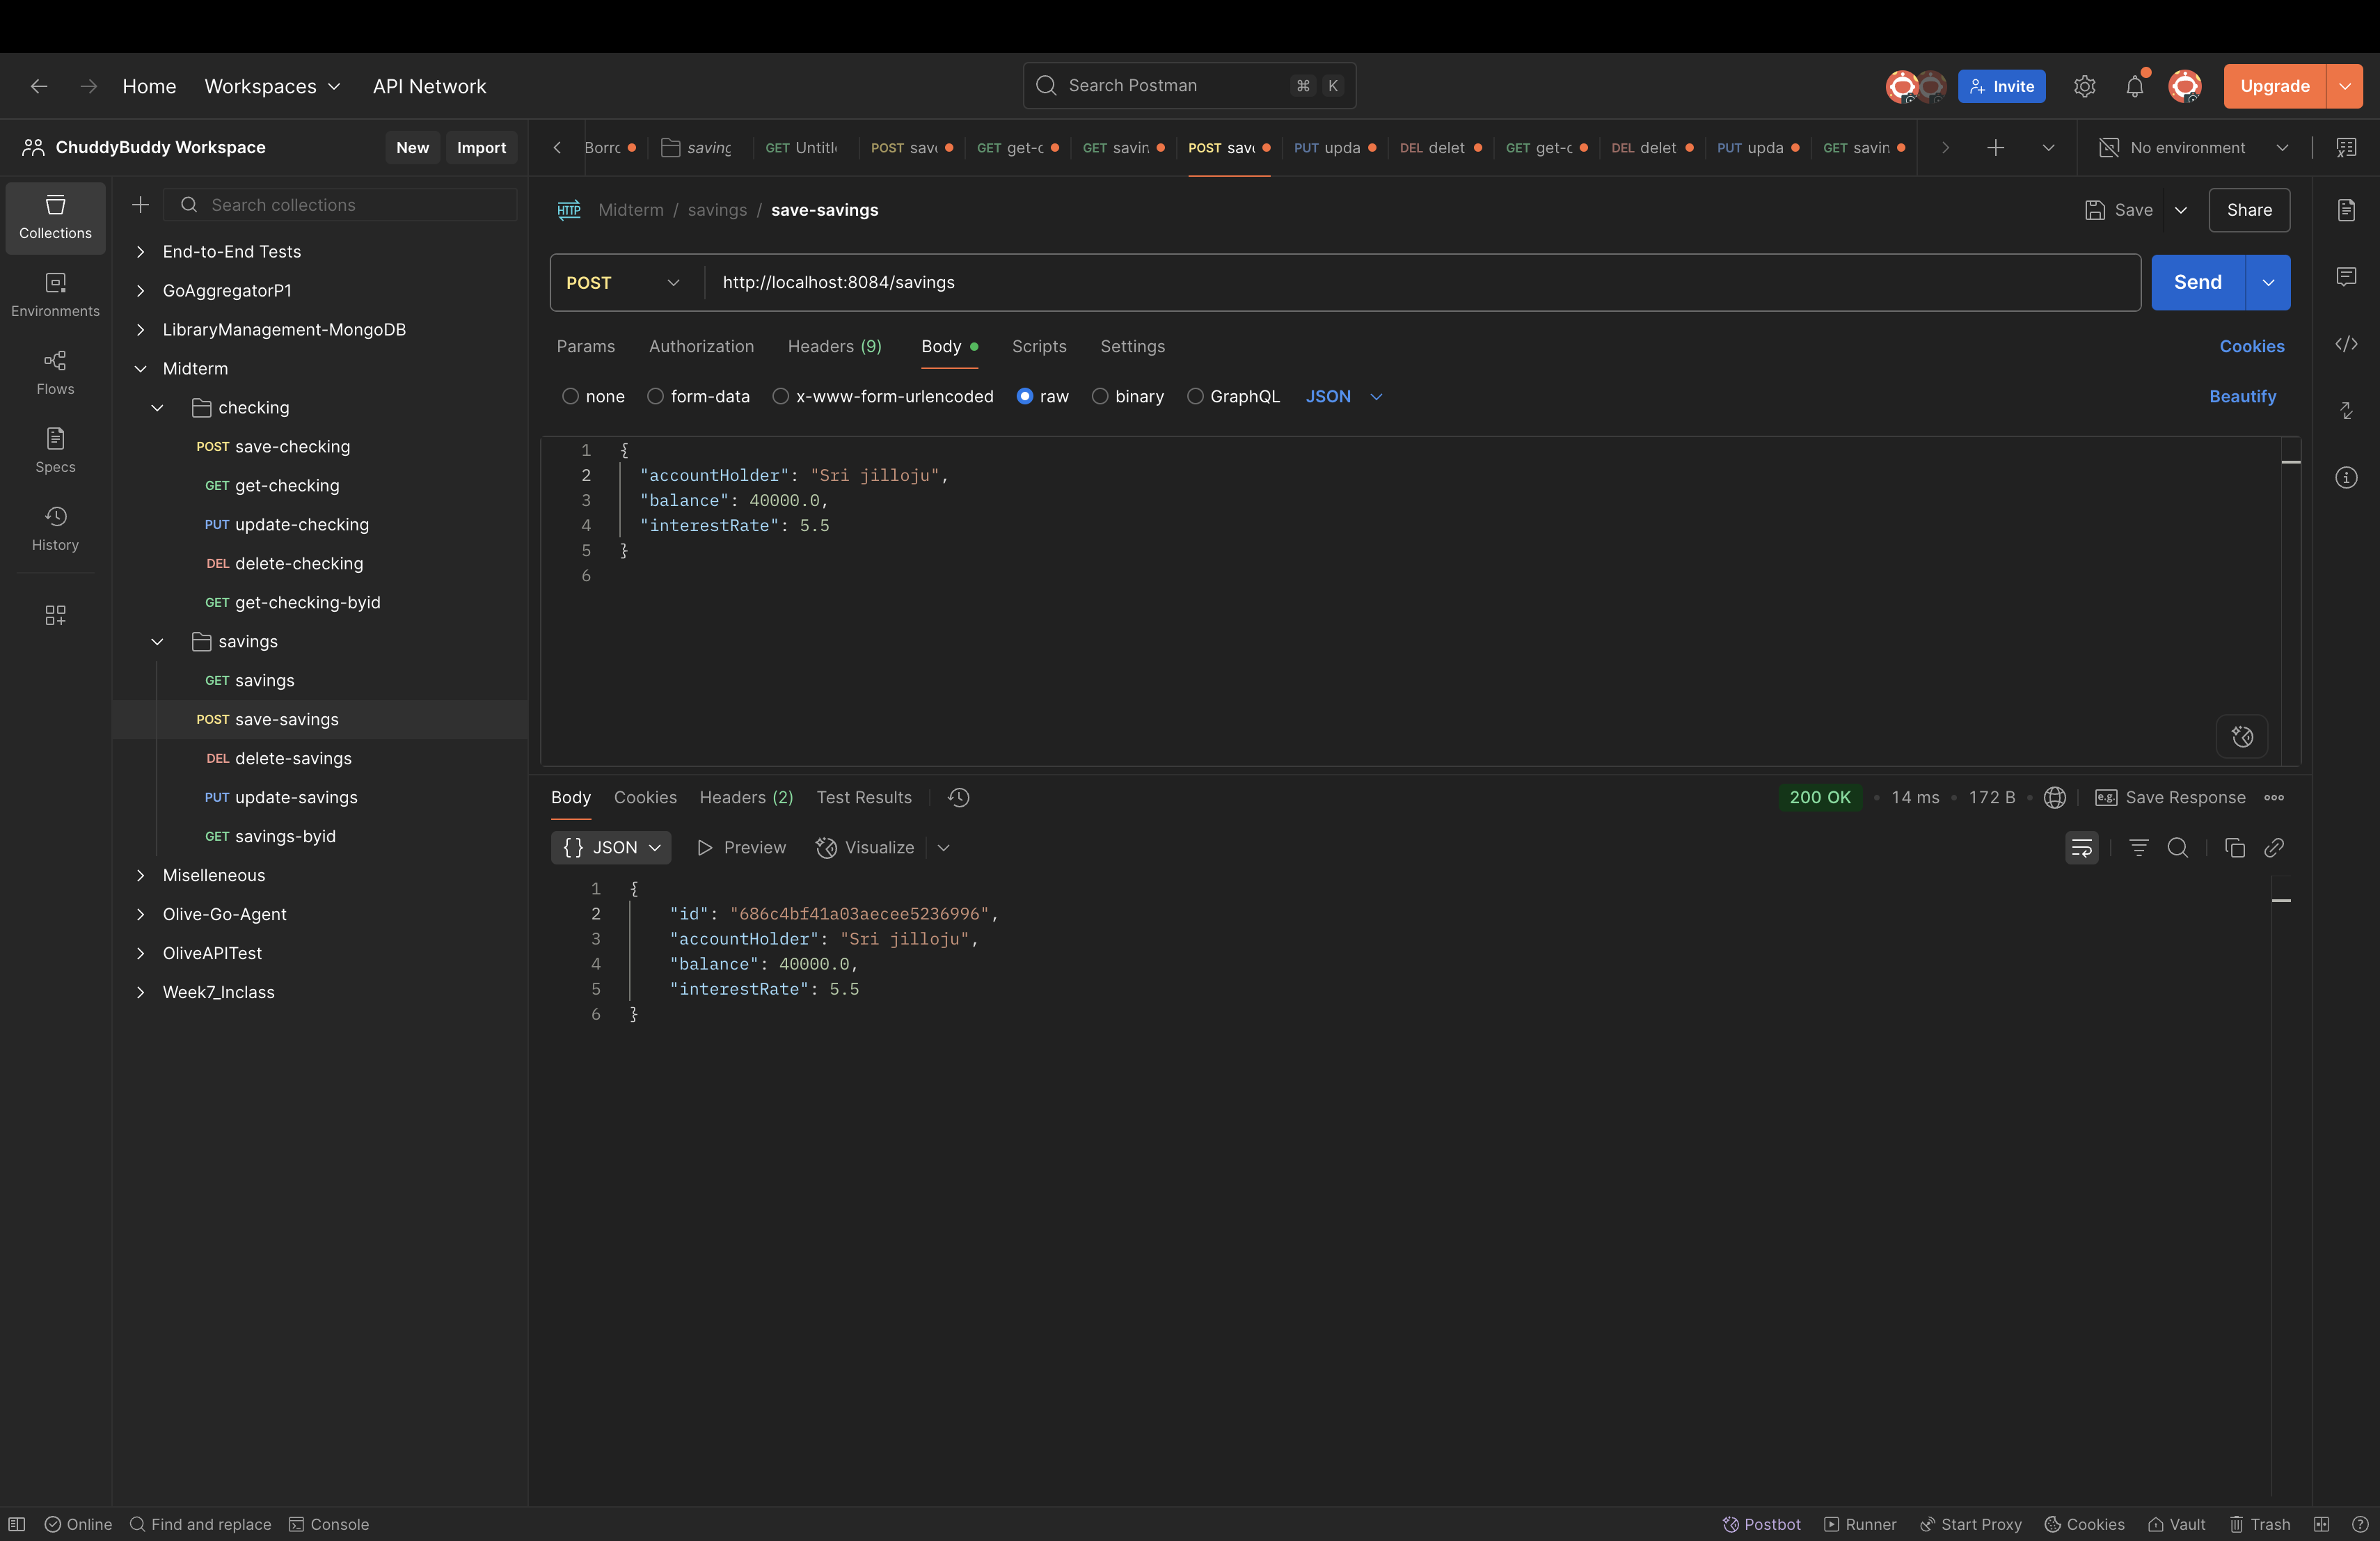 Home Workspaces API Network
Search Postman ⌘ K
Invite
Upgrade
ChuddyBuddy Workspace New Import
Borrc savinç GET Untitl POST sav GET get-c GET savin POST sav PUT upda DEL delet GET get-c DEL delet PUT upda GET savin
No environment
Collections
Environments
Flows
Specs
History
Search collections
End-to-End Tests
GoAggregatorP1
LibraryManagement-MongoDB
Midterm
checking
POST save-checking
GET get-checking
PUT update-checking
DEL delete-checking
GET get-checking-byid
savings
GET savings
POST save-savings
DEL delete-savings
PUT update-savings
GET savings-byid
Miselleneous
Olive-Go-Agent
OliveAPITest
Week7_Inclass
HTTP Midterm / savings / save-savings
Save Share
POST http://localhost:8084/savings Send
Params Authorization Headers (9) Body Scripts Settings Cookies
none form-data x-www-form-urlencoded raw binary GraphQL JSON Beautify
1 {
2 "accountHolder": "Sri jilloju",
3 "balance": 40000.0,
4 "interestRate": 5.5
5 }
6
Body Cookies Headers (2) Test Results 200 OK • 14 ms • 172 B • e.g. Save Response
{ } JSON Preview Visualize
1 {
2 "id": "686c4bf41a03aecee5236996",
3 "accountHolder": "Sri jilloju",
4 "balance": 40000.0,
5 "interestRate": 5.5
6 }
Online Find and replace Console Postbot Runner Start Proxy Cookies Vault Trash